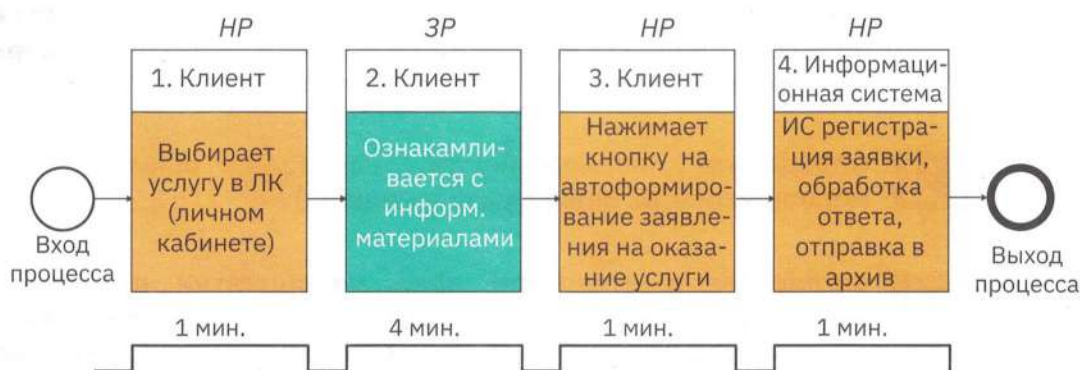 НР
ЗР
НР
НР
1. Клиент
2. Клиент
3. Клиент
4. Информаци-
онная система
Выбирает
услугу в ЛК
(личном
кабинете)
Ознакамли-
вается с
информ.
материалами
Нажимает
кнопку на
автоформиро-
вание заявле-
ния на оказа-
ние услуги
ИС регистра-
ция заявки,
обработка
ответа,
отправка в
архив
Вход
процесса
Выход
процесса
1 мин.
4 мин.
1 мин.
1 мин.